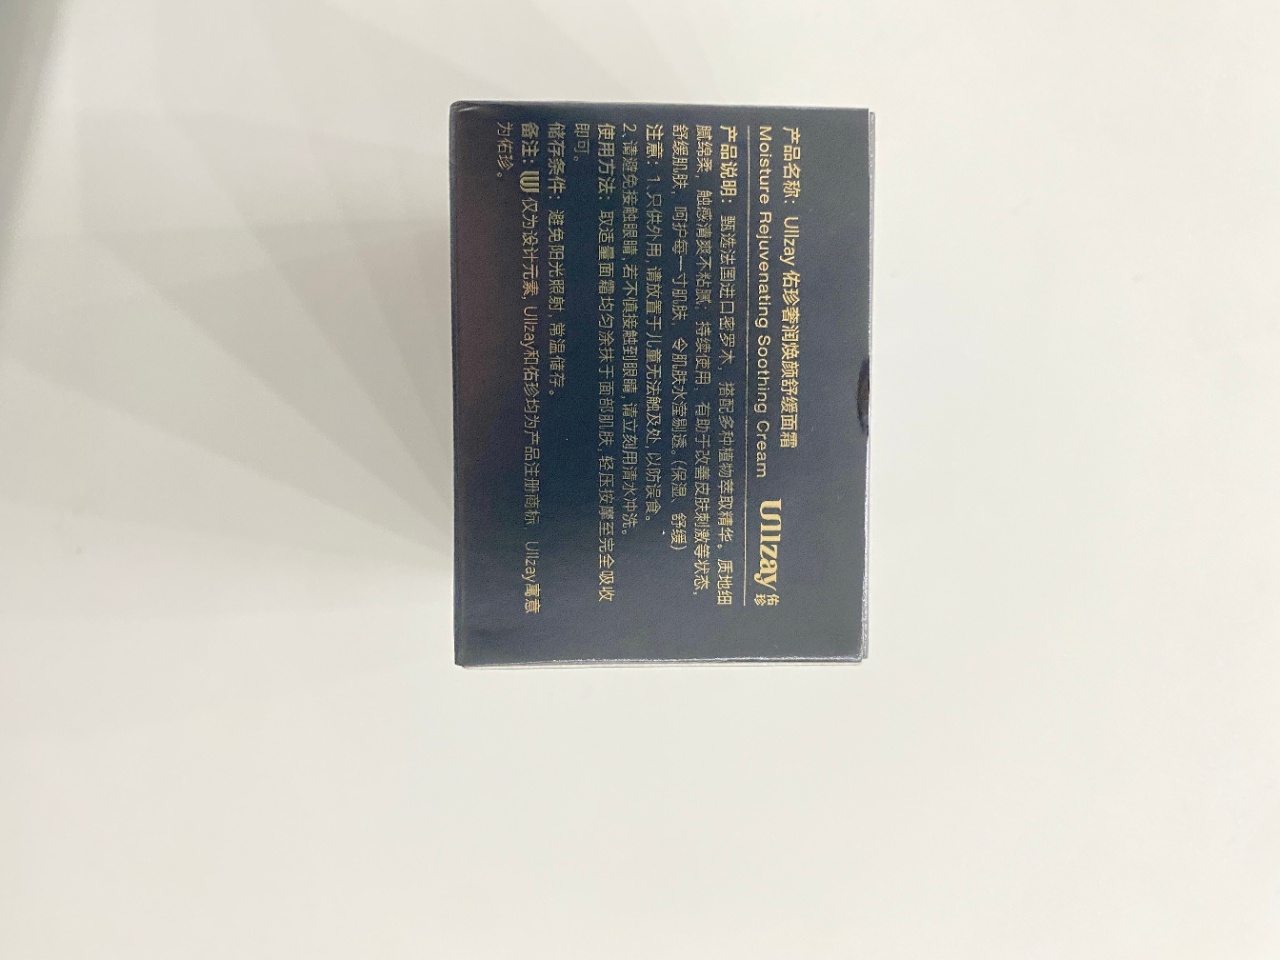 产品名称：Ullzay 佑珍奢润焕颜舒缓面霜
Moisture Rejuvenating Soothing Cream
Ullzay 佑珍
产品说明：甄选法国进口密罗木，搭配多种植物萃取精华。质地细
腻绵柔，触感清爽不粘腻；持续使用，有助于改善皮肤刺激等状态，
舒缓肌肤，呵护每一寸肌肤，令肌肤水滢剔透。（保湿、舒缓）
注意：1、只供外用，请放置于儿童无法触及处，以防误食。
2、请避免接触眼睛，若不慎接触到眼睛，请立刻用清水冲洗。
使用方法：取适量面霜均匀涂抹于面部肌肤，轻压按摩至完全吸收
即可。
储存条件：避免阳光照射，常温储存。
备注：仅为设计元素，Ullzay和佑珍均为产品注册商标 Ullzay寓意
为佑珍。